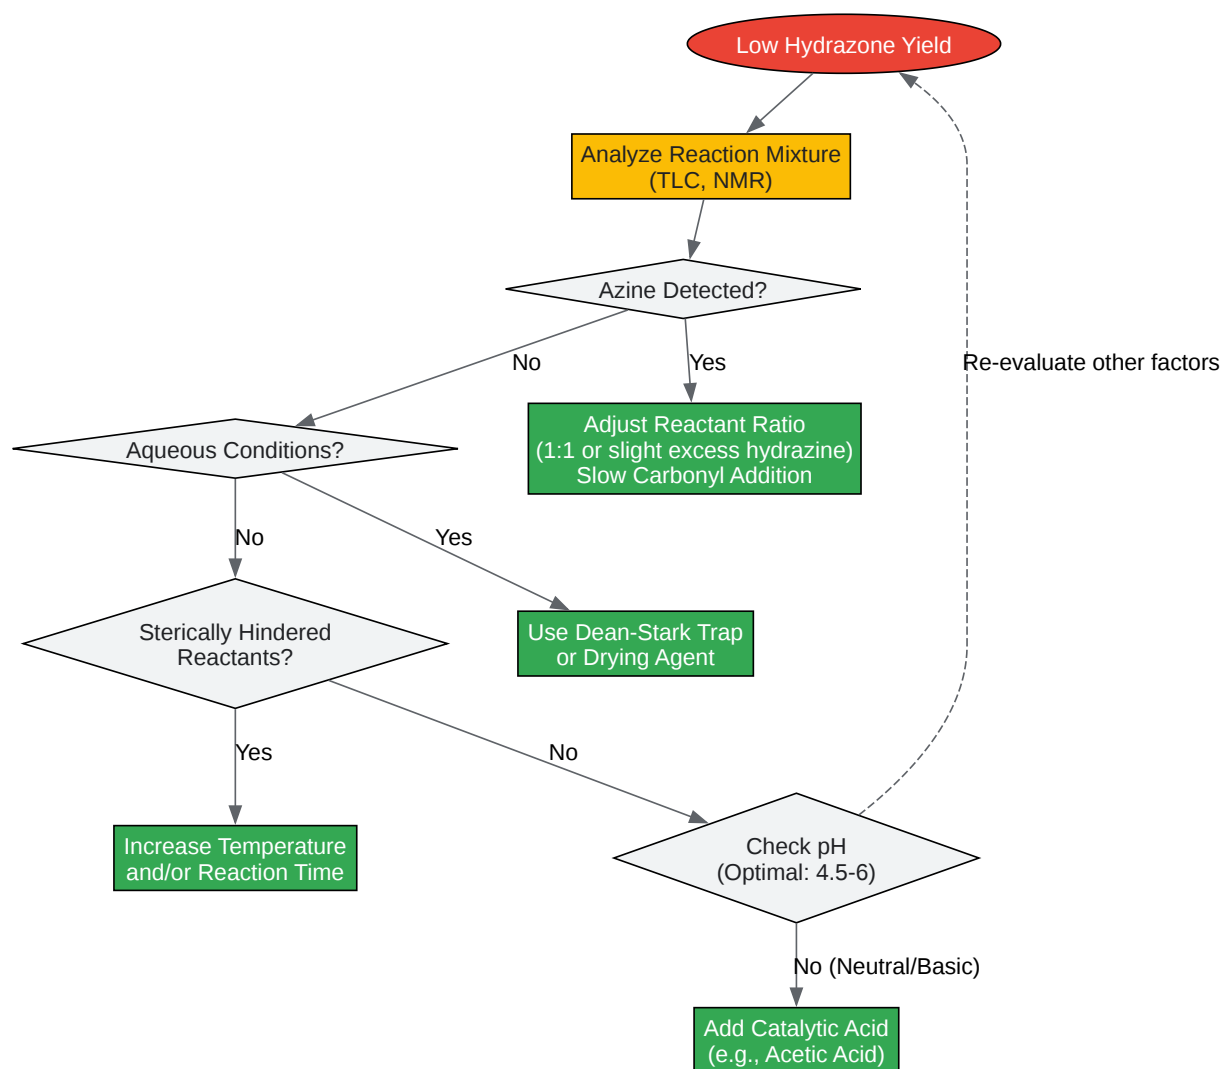 Low Hydrazone Yield
Analyze Reaction Mixture
(TLC, NMR)
Azine Detected?
No
Yes
Re-evaluate other factors
Adjust Reactant Ratio
(1:1 or slight excess hydrazine)
Slow Carbonyl Addition
Aqueous Conditions?
No
Yes
Sterically Hindered
Reactants?
Use Dean-Stark Trap
or Drying Agent
Yes
No
Increase Temperature
and/or Reaction Time
Check pH
(Optimal: 4.5-6)
No (Neutral/Basic)
Add Catalytic Acid
(e.g., Acetic Acid)